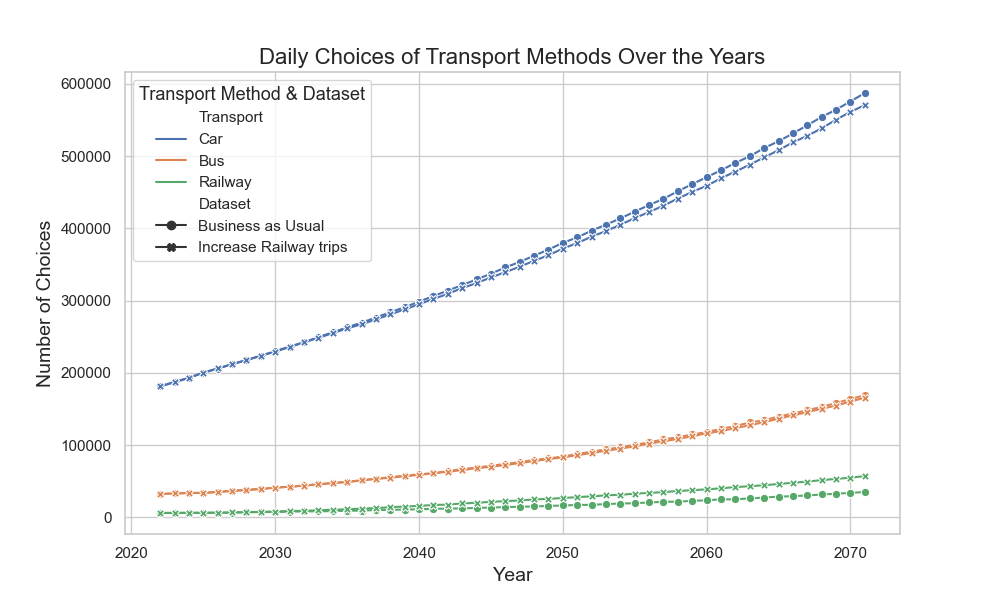 Daily Choices of Transport Methods Over the Years
600000
500000
400000
300000
200000
100000
0
Number of Choices
Transport Method & Dataset
Transport
Car
Bus
Railway
Dataset
Business as Usual
Increase Railway trips
2020
2030
2040
2050
2060
2070
Year